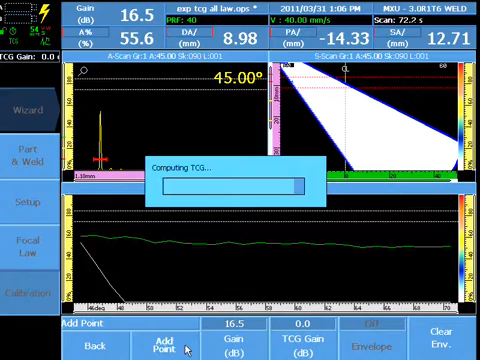 Gain (dB) 16.5 exp tcg all law.ops * 2011/03/31 1:06 PM MXU - 3.0R1T6 WELD
PRF: 40 V: 40.00 mm/s Scan: 72.2 s
A% (%) 55.6 DA/ (mm) 8.98 PA/ (mm) -14.33 SA/ (mm) 12.71
TCG
TCG Gain: 0.0
A-Scan Gr:1 A:45.00 Sk:090 L:001 S-Scan Gr:1 A:45.00 Sk:090 L:001
45.00°
Wizard
Part & Weld
Setup
Focal Law
Calibration
Computing TCG...
Add Point 16.5 0.0 Off
Back Add Point Gain (dB) TCG Gain (dB) Envelope Clear Env.